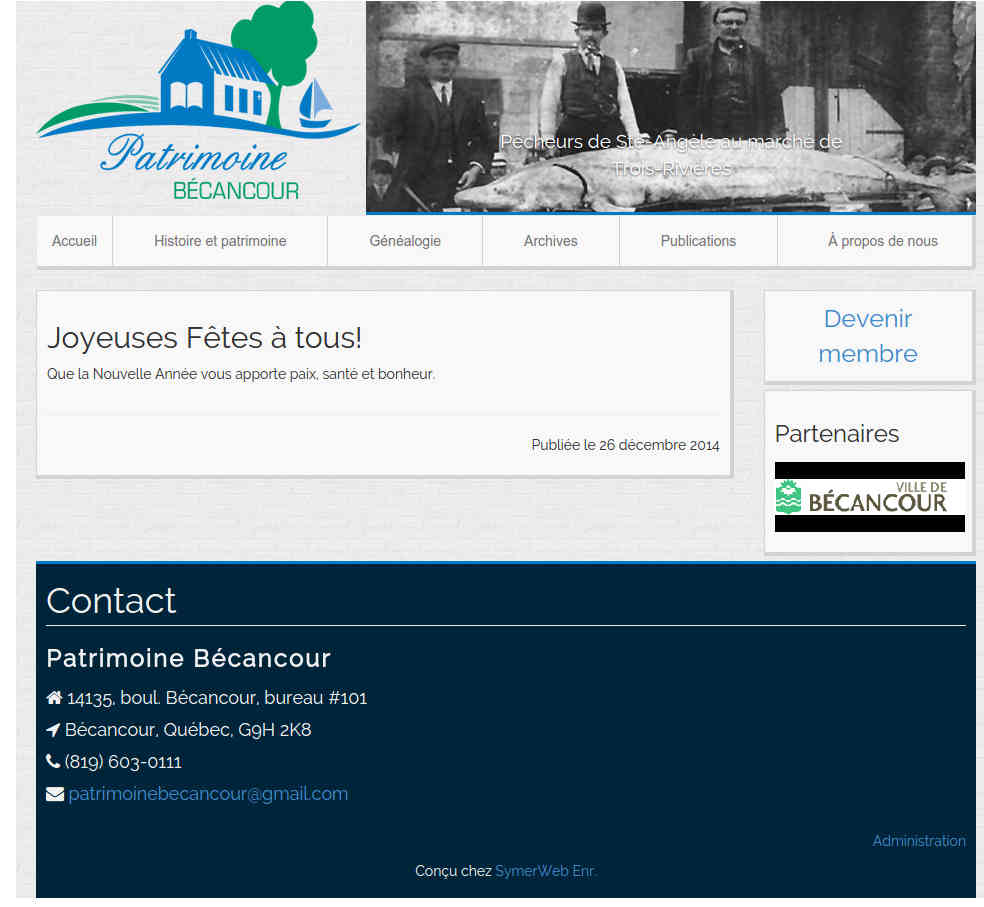 Patrimoine
BÉCANCOUR
Pêcheurs de Ste-Angèle au marché de
Trois-Rivières
Accueil
Histoire et patrimoine
Généalogie
Archives
Publications
À propos de nous
Joyeuses Fêtes à tous!
Que la Nouvelle Année vous apporte paix, santé et bonheur.
Publiée le 26 décembre 2014
Devenir
membre
Partenaires
VILLE DE
BÉCANCOUR
Contact
Patrimoine Bécancour
14135, boul. Bécancour, bureau #101
Bécancour, Québec, G9H 2K8
(819) 603-0111
patrimoinebecancour@gmail.com
Administration
Conçu chez SymerWeb Enr.